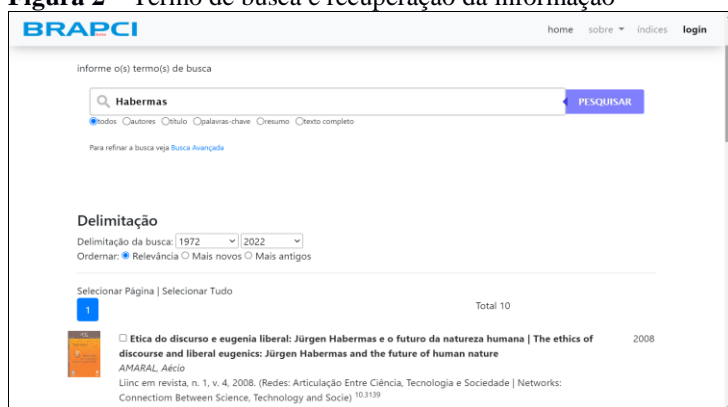 Figura 2 – Termo de busca e recuperação da informação
BRAPCI
home sobre índices login
informe o(s) termo(s) de busca
Habermas
PESQUISAR
todos autores título palavras-chave resumo texto completo
Para refinar a busca veja Busca Avançada
Delimitação
Delimitação da busca: 1972 2022
Ordernar: Relevância Mais novos Mais antigos
Selecionar Página | Selecionar Tudo
1
Total 10
Etica do discurso e eugenia liberal: Jürgen Habermas e o futuro da natureza humana | The ethics of 2008
discourse and liberal eugenics: Jürgen Habermas and the future of human nature
AMARAL, Aécio
Liinc em revista, n. 1, v. 4, 2008. (Redes: Articulação Entre Ciência, Tecnologia e Sociedade | Networks:
Connectiom Between Science, Technology and Socie) 10.3139